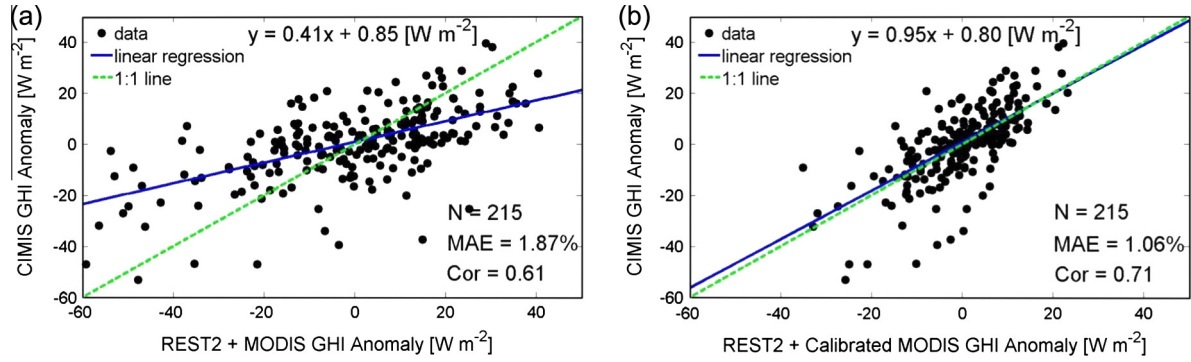 (a)
data
linear regression
1:1 line
y = 0.41x + 0.85 [W m-2]
N = 215
MAE = 1.87%
Cor = 0.61
CIMIS GHI Anomaly [W m-2]
40
20
0
-20
-40
-60
-60 -40 -20 0 20 40
REST2 + MODIS GHI Anomaly [W m-2]
(b)
data
linear regression
1:1 line
y = 0.95x + 0.80 [W m-2]
N = 215
MAE = 1.06%
Cor = 0.71
CIMIS GHI Anomaly [W m-2]
40
20
0
-20
-40
-60
-60 -40 -20 0 20 40
REST2 + Calibrated MODIS GHI Anomaly [W m-2]